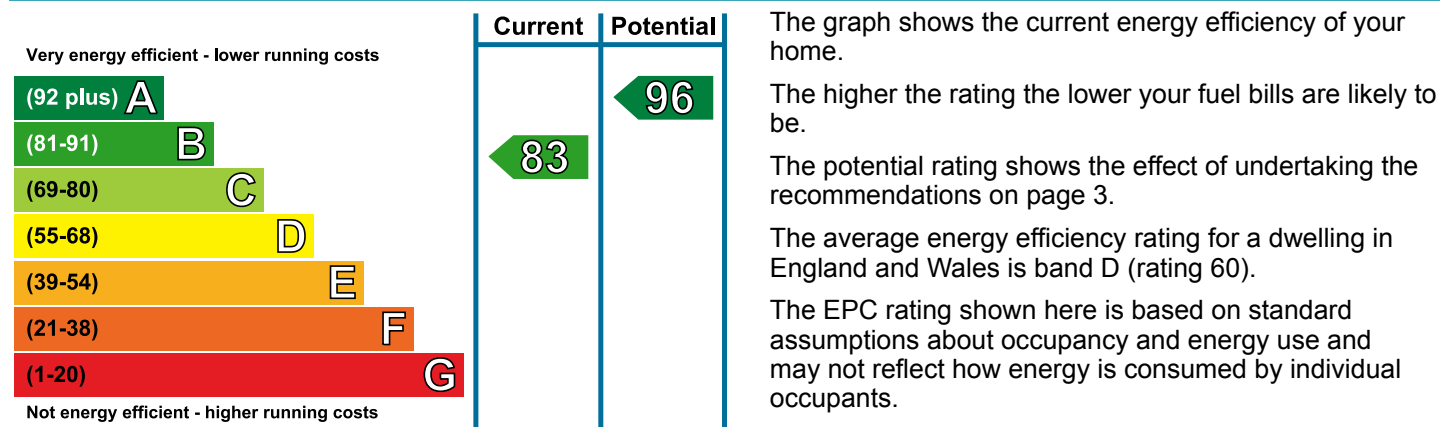 Current Potential
Very energy efficient - lower running costs
(92 plus) A
96
(81-91) B
83
(69-80) C
(55-68) D
(39-54) E
(21-38) F
(1-20) G
Not energy efficient - higher running costs
The graph shows the current energy efficiency of your
home.
The higher the rating the lower your fuel bills are likely to
be.
The potential rating shows the effect of undertaking the
recommendations on page 3.
The average energy efficiency rating for a dwelling in
England and Wales is band D (rating 60).
The EPC rating shown here is based on standard
assumptions about occupancy and energy use and
may not reflect how energy is consumed by individual
occupants.